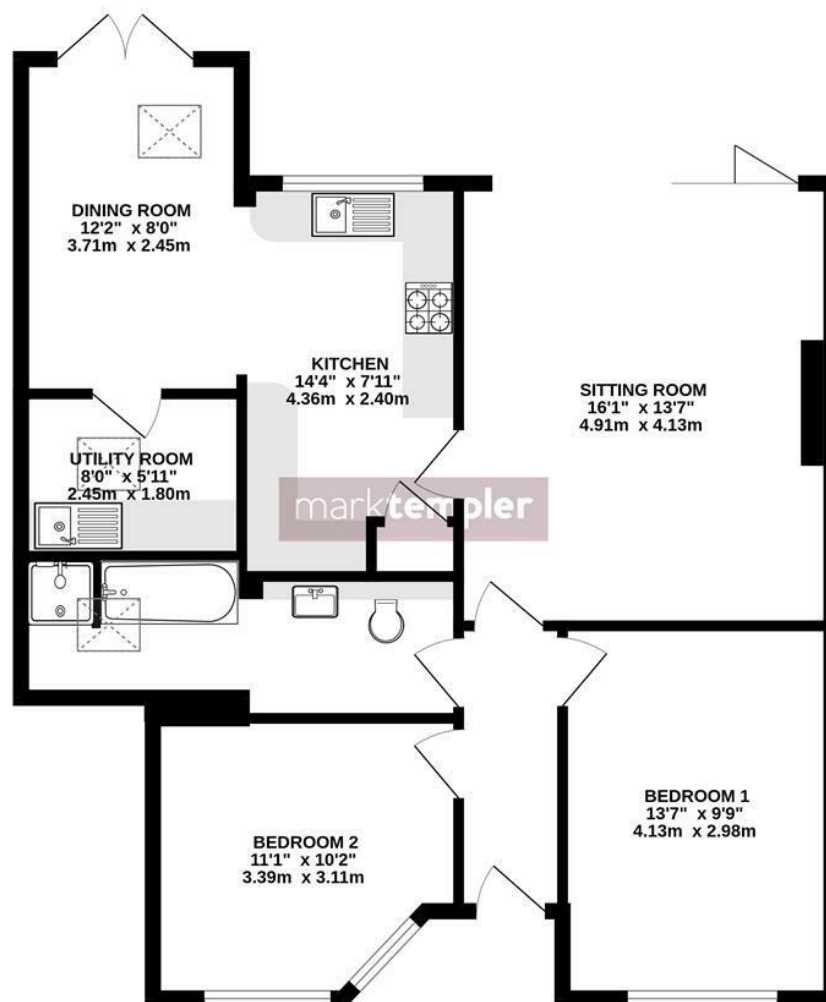 DINING ROOM
12'2" x 8'0"
3.71m x 2.45m
KITCHEN
14'4" x 7'11"
4.36m x 2.40m
SITTING ROOM
16'1" x 13'7"
4.91m x 4.13m
UTILITY ROOM
8'0" x 5'11"
2.45m x 1.80m
marktempler
BEDROOM 1
13'7" x 9'9"
4.13m x 2.98m
BEDROOM 2
11'1" x 10'2"
3.39m x 3.11m